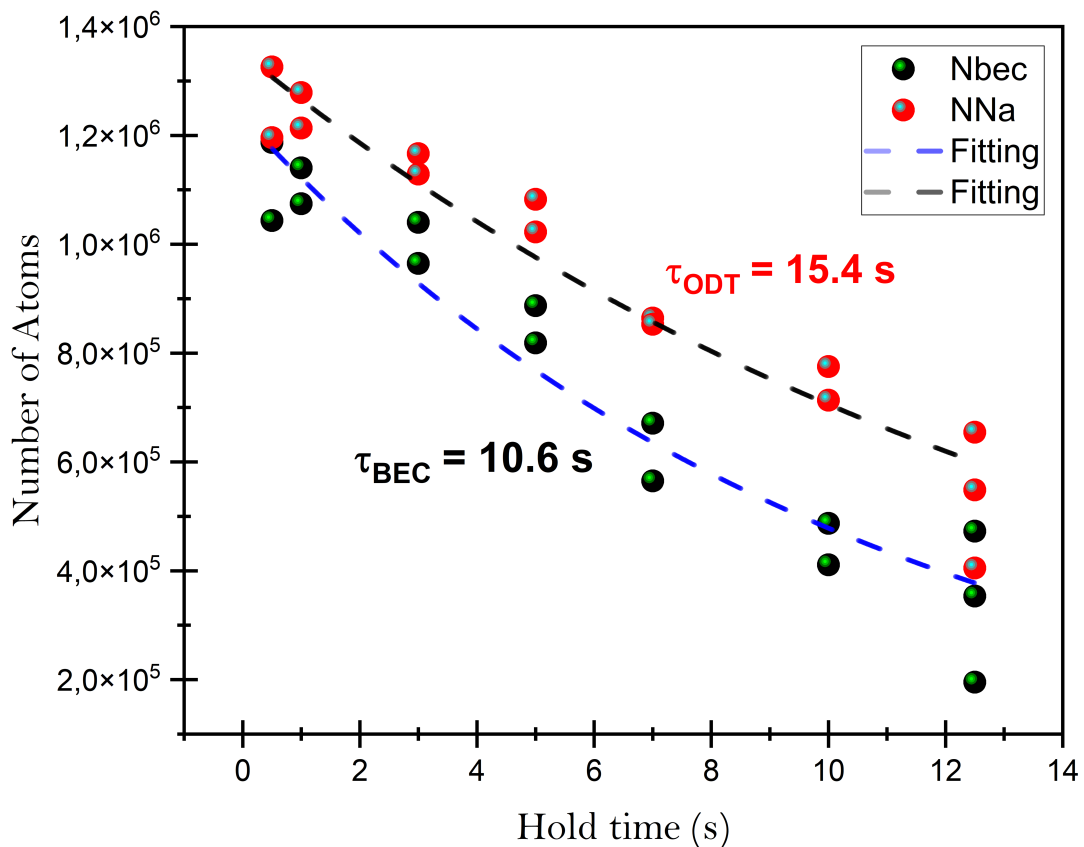 1,4×10⁶
1,2×10⁶
1,0×10⁶
8,0×10⁵
6,0×10⁵
4,0×10⁵
2,0×10⁵
Number of Atoms
Nbec
NNa
Fitting
Fitting
τODT = 15.4 s
τBEC = 10.6 s
0 2 4 6 8 10 12 14
Hold time (s)